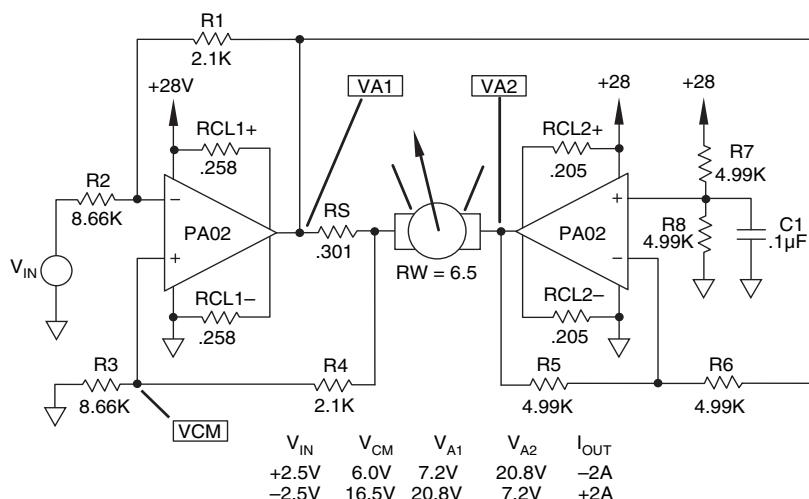 R1
2.1K
+28V
VA1
VA2
+28
+28
RCL1+
.258
RCL2+
.205
R7
4.99K
R2
8.66K
−
+
PA02
RS
.301
RW = 6.5
PA02
+
−
R8
4.99K
C1
.1µF
VIN
RCL1−
.258
RCL2−
.205
R3
8.66K
R4
2.1K
R5
4.99K
R6
4.99K
VCM
VIN VCM VA1 VA2 IOUT
+2.5V 6.0V 7.2V 20.8V −2A
−2.5V 16.5V 20.8V 7.2V +2A